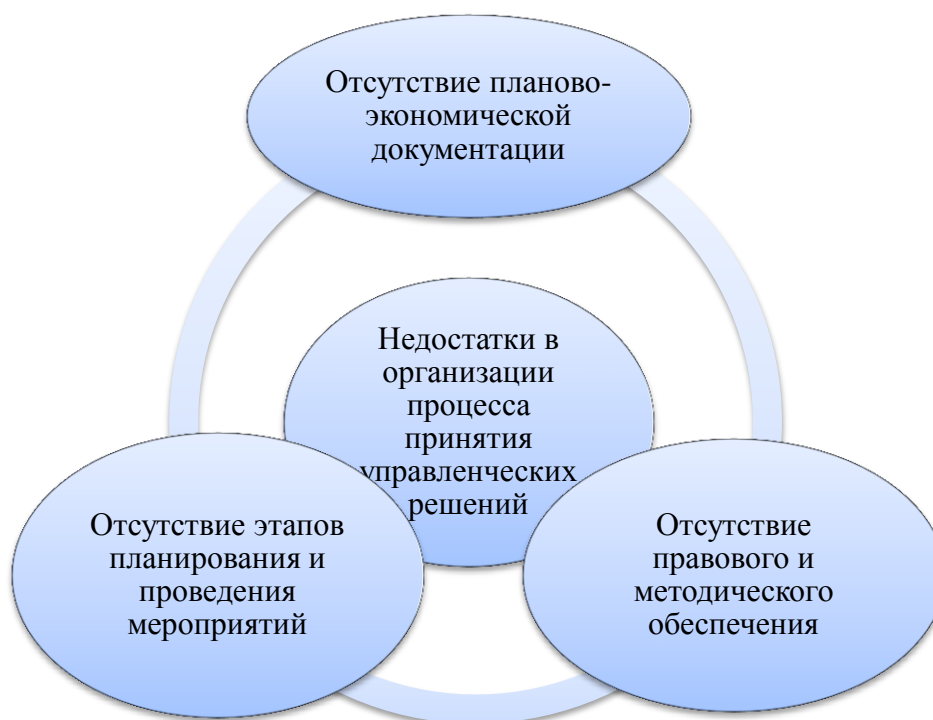 Отсутствие планово-
экономической
документации
Недостатки в
организации
процесса
принятия
управленческих
решений
Отсутствие этапов
планирования и
проведения
мероприятий
Отсутствие
правового и
методического
обеспечения